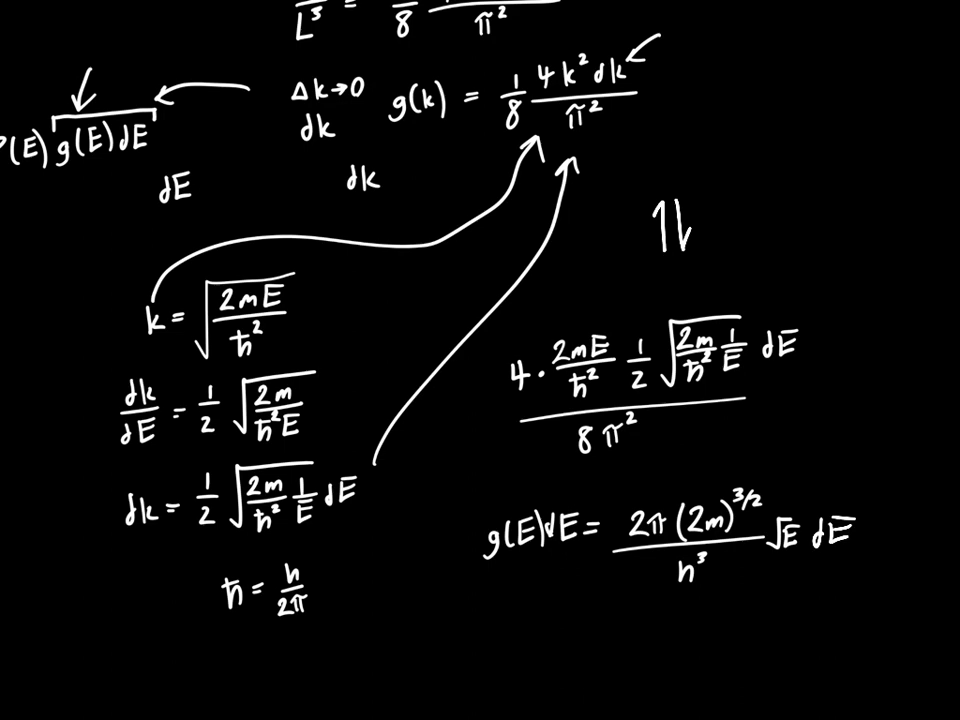 L³ = 1/8 π²
P(E) g(E)dE
Δk→0 g(k) = 1/8 4k²dk/π²
dk
dE dk
⇅
k = √(2mE/ħ²)
dk/dE = 1/2 √(2m/ħ²E)
dk = 1/2 √(2m/ħ² 1/E) dE
ħ = h/2π
4 · 2mE/ħ² 1/2 √(2m/ħ² 1/E) dE
8π²
g(E)dE = 2π(2m)^3/2/h³ √E dE